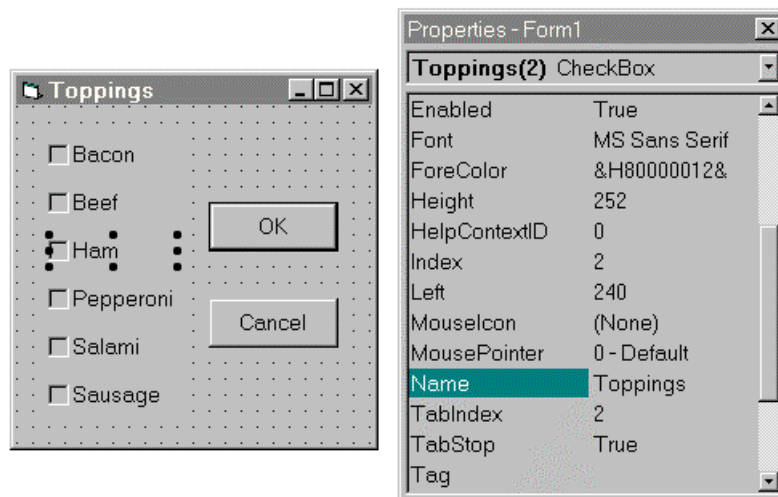 Toppings
Bacon
Beef
Ham
Pepperoni
Salami
Sausage
OK
Cancel
Properties - Form1
Toppings(2) CheckBox
Enabled True
Font MS Sans Serif
ForeColor &H80000012&
Height 252
HelpContextID 0
Index 2
Left 240
MouseIcon (None)
MousePointer 0 - Default
Name Toppings
TabIndex 2
TabStop True
Tag